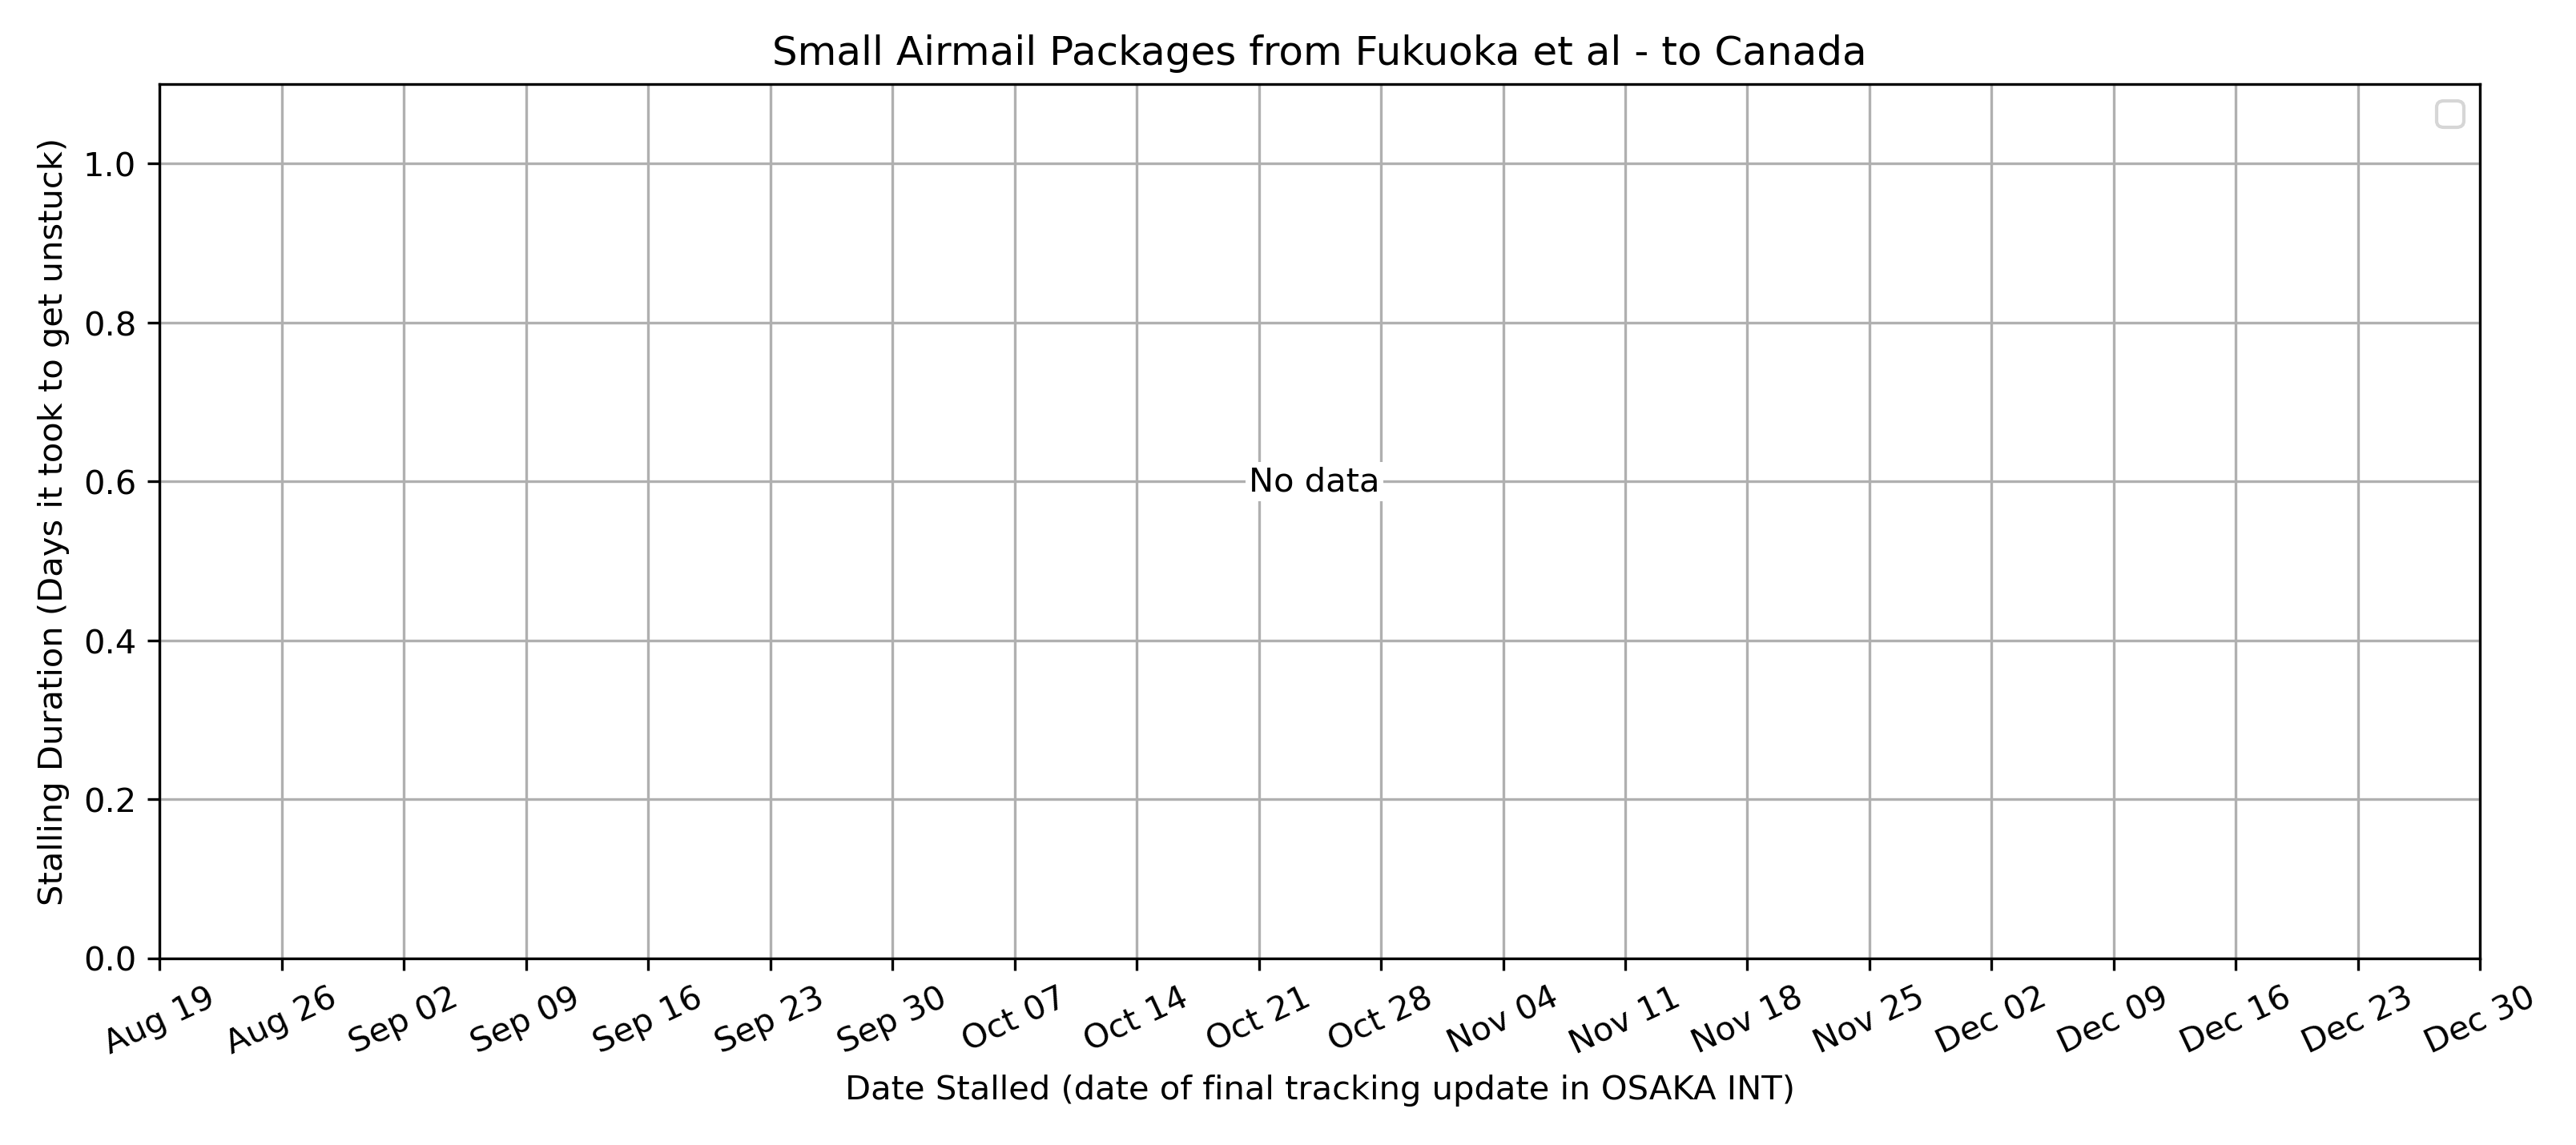 Small Airmail Packages from Fukuoka et al - to Canada
Stalling Duration (Days it took to get unstuck)
1.0
0.8
0.6
0.4
0.2
0.0
No data
Aug 19
Aug 26
Sep 02
Sep 09
Sep 16
Sep 23
Sep 30
Oct 07
Oct 14
Oct 21
Oct 28
Nov 04
Nov 11
Nov 18
Nov 25
Dec 02
Dec 09
Dec 16
Dec 23
Dec 30
Date Stalled (date of final tracking update in OSAKA INT)